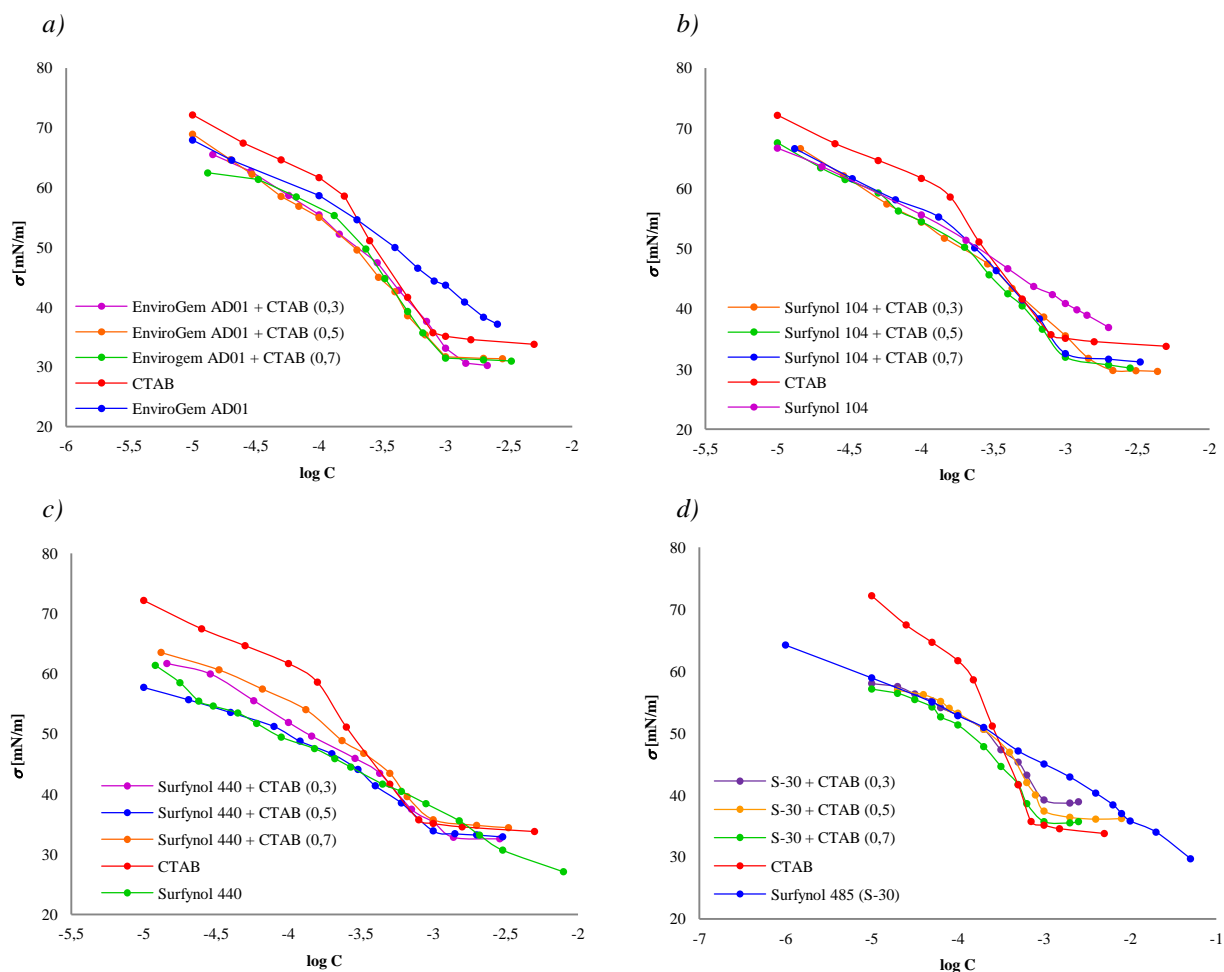 a)
80
70
60
50
40
30
20
σ [mN/m]
-6 -5,5 -5 -4,5 -4 -3,5 -3 -2,5 -2
log C
EnviroGem AD01 + CTAB (0,3)
EnviroGem AD01 + CTAB (0,5)
Envirogem AD01 + CTAB (0,7)
CTAB
EnviroGem AD01
b)
80
70
60
50
40
30
20
σ [mN/m]
-5,5 -5 -4,5 -4 -3,5 -3 -2,5 -2
log C
Surfynol 104 + CTAB (0,3)
Surfynol 104 + CTAB (0,5)
Surfynol 104 + CTAB (0,7)
CTAB
Surfynol 104
c)
80
70
60
50
40
30
20
σ [mN/m]
-5,5 -5 -4,5 -4 -3,5 -3 -2,5 -2
log C
Surfynol 440 + CTAB (0,3)
Surfynol 440 + CTAB (0,5)
Surfynol 440 + CTAB (0,7)
CTAB
Surfynol 440
d)
80
70
60
50
40
30
20
σ [mN/m]
-7 -6 -5 -4 -3 -2 -1
log C
S-30 + CTAB (0,3)
S-30 + CTAB (0,5)
S-30 + CTAB (0,7)
CTAB
Surfynol 485 (S-30)